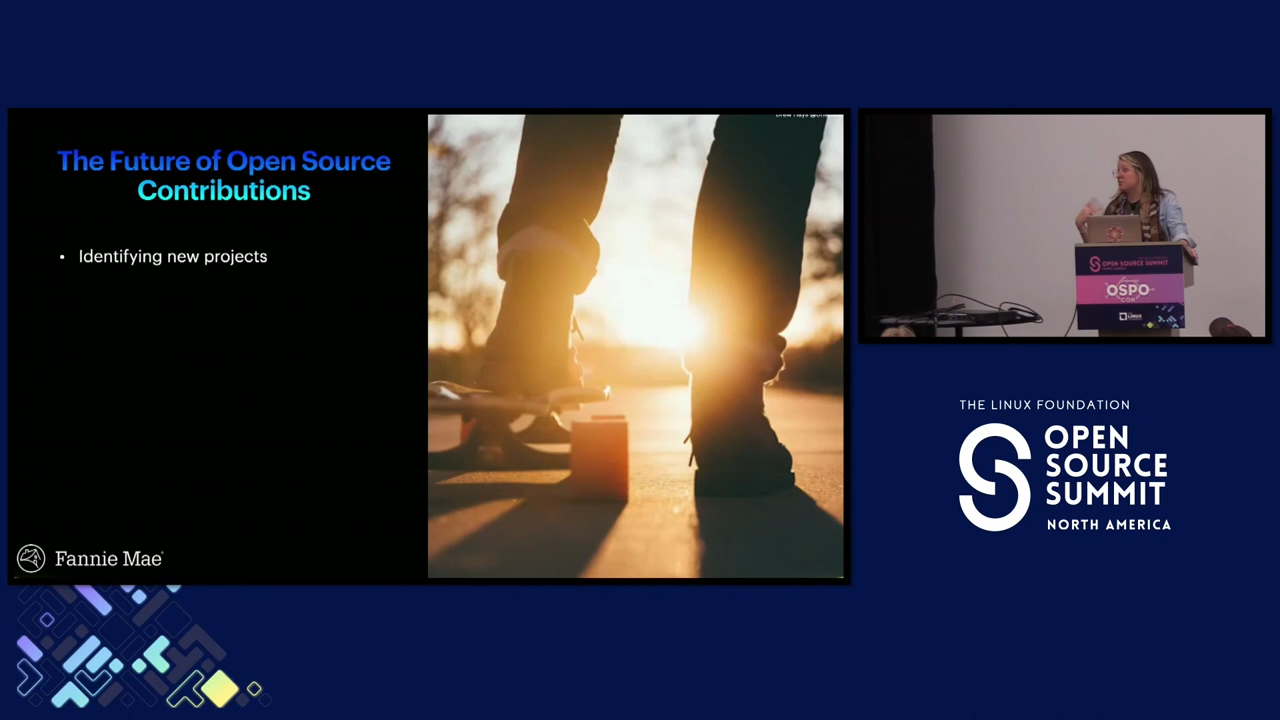 The Future of Open Source
Contributions
• Identifying new projects
Fannie Mae
OPEN SOURCE SUMMIT
OSPO
CON
LINUX
THE LINUX FOUNDATION
OPEN
SOURCE
SUMMIT
NORTH AMERICA